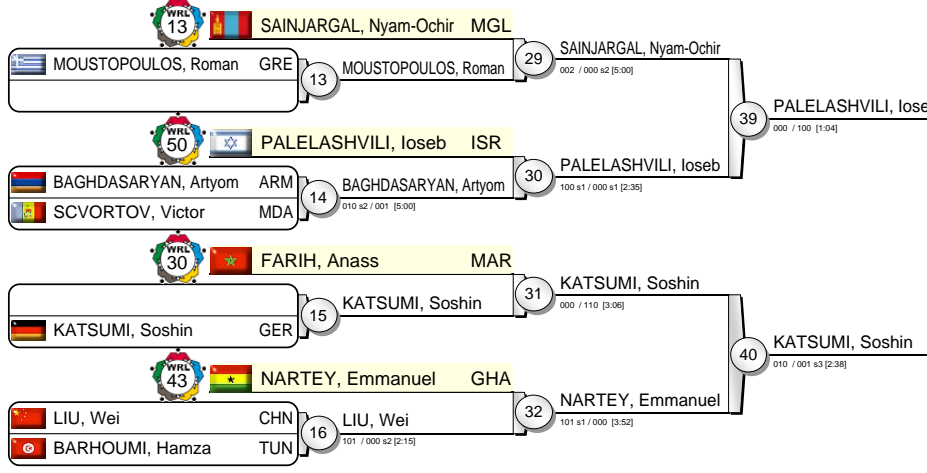 WRL
13
SAINJARGAL, Nyam-Ochir MGL
MOUSTOPOULOS, Roman GRE
13
MOUSTOPOULOS, Roman
29
SAINJARGAL, Nyam-Ochir
002 / 000 s2 [5:00]
WRL
50
PALELASHVILI, Ioseb ISR
BAGHDASARYAN, Artyom ARM
SCVORTOV, Victor MDA
14
BAGHDASARYAN, Artyom
010 s2 / 001 [5:00]
30
PALELASHVILI, Ioseb
100 s1 / 000 s1 [2:35]
39
PALELASHVILI, Iose
000 / 100 [1:04]
WRL
30
FARIH, Anass MAR
KATSUMI, Soshin GER
15
KATSUMI, Soshin
31
KATSUMI, Soshin
000 / 110 [3:06]
WRL
43
NARTEY, Emmanuel GHA
LIU, Wei CHN
BARHOUMI, Hamza TUN
16
LIU, Wei
101 / 000 s2 [2:15]
32
NARTEY, Emmanuel
101 s1 / 000 [3:52]
40
KATSUMI, Soshin
010 / 001 s3 [2:38]